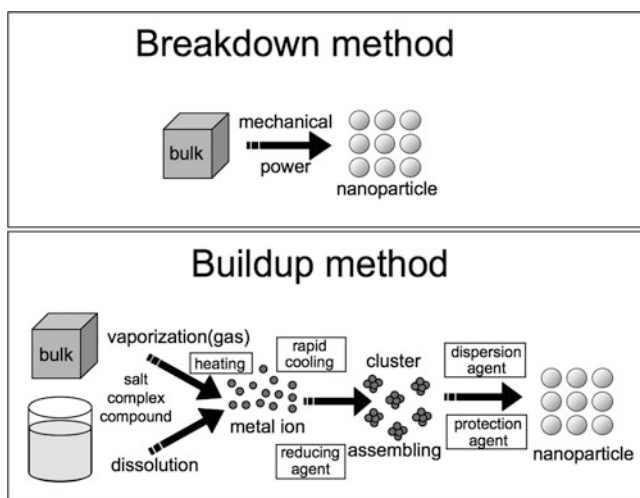 Breakdown method
bulk
mechanical
power
nanoparticle
Buildup method
bulk
vaporization(gas)
salt
complex
compound
dissolution
heating
metal ion
rapid
cooling
reducing
agent
cluster
assembling
dispersion
agent
protection
agent
nanoparticle